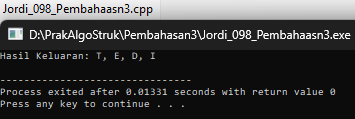 Jordi_098_Pembahaasn3.cpp
D:\PrakAlgoStruk\Pembahasan3\Jordi_098_Pembahaasn3.exe
Hasil Keluaran: T, E, D, I
--------------------------------
Process exited after 0.01331 seconds with return value 0
Press any key to continue . . .